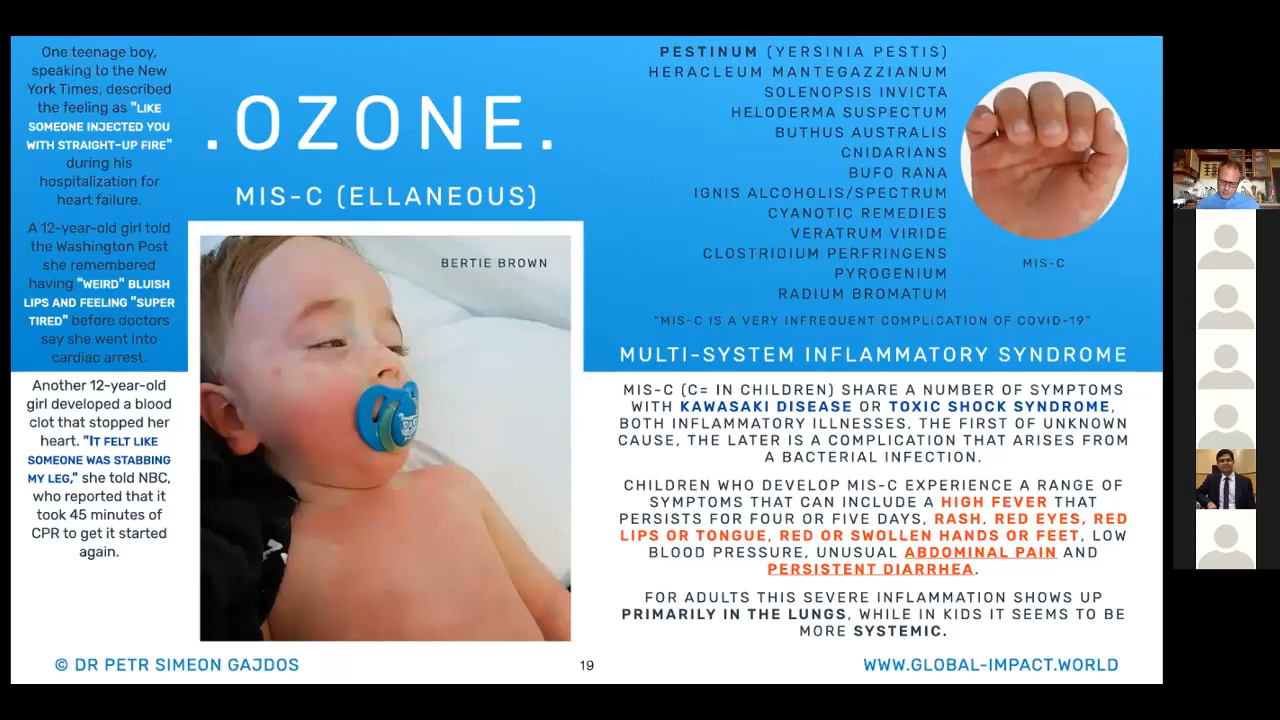 One teenage boy,
speaking to the New
York Times, described
the feeling as "LIKE
SOMEONE INJECTED YOU
WITH STRAIGHT-UP FIRE"
during his
hospitalization for
heart failure.
A 12-year-old girl told
the Washington Post
she remembered
having "WEIRD" BLUISH
LIPS AND FEELING "SUPER
TIRED" before doctors
say she went into
cardiac arrest.
Another 12-year-old
girl developed a blood
clot that stopped her
heart. "IT FELT LIKE
SOMEONE WAS STABBING
MY LEG," she told NBC,
who reported that it
took 45 minutes of
CPR to get it started
again.
.OZONE.
MIS-C (ELLANEOUS)
BERTIE BROWN
PESTINUM (YERSINIA PESTIS)
HERACLEUM MANTEGAZZIANUM
SOLENOPSIS INVICTA
HELODERMA SUSPECTUM
BUTHUS AUSTRALIS
CNIDARIANS
BUFO RANA
IGNIS ALCOHOLIS/SPECTRUM
CYANOTIC REMEDIES
VERATRUM VIRIDE
CLOSTRIDIUM PERFRINGENS
PYROGENIUM
RADIUM BROMATUM
MIS-C
"MIS-C IS A VERY INFREQUENT COMPLICATION OF COVID-19"
MULTI-SYSTEM INFLAMMATORY SYNDROME
MIS-C (C= IN CHILDREN) SHARE A NUMBER OF SYMPTOMS
WITH KAWASAKI DISEASE OR TOXIC SHOCK SYNDROME,
BOTH INFLAMMATORY ILLNESSES, THE FIRST OF UNKNOWN
CAUSE, THE LATER IS A COMPLICATION THAT ARISES FROM
A BACTERIAL INFECTION.
CHILDREN WHO DEVELOP MIS-C EXPERIENCE A RANGE OF
SYMPTOMS THAT CAN INCLUDE A HIGH FEVER THAT
PERSISTS FOR FOUR OR FIVE DAYS, RASH, RED EYES, RED
LIPS OR TONGUE, RED OR SWOLLEN HANDS OR FEET, LOW
BLOOD PRESSURE, UNUSUAL ABDOMINAL PAIN AND
PERSISTENT DIARRHEA.
FOR ADULTS THIS SEVERE INFLAMMATION SHOWS UP
PRIMARILY IN THE LUNGS, WHILE IN KIDS IT SEEMS TO BE
MORE SYSTEMIC.
© DR PETR SIMEON GAJDOS
19
WWW.GLOBAL-IMPACT.WORLD